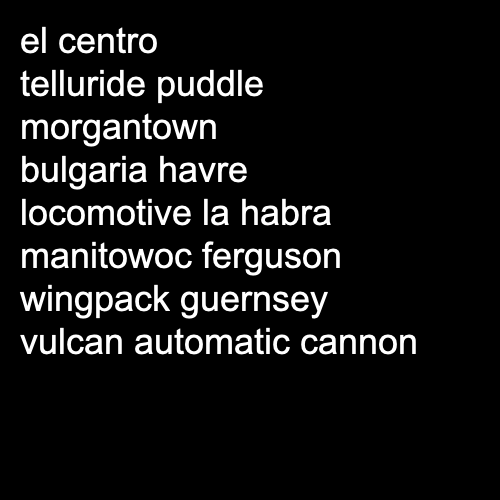 el centro
telluride puddle
morgantown
bulgaria havre
locomotive la habra
manitowoc ferguson
wingpack guernsey
vulcan automatic cannon